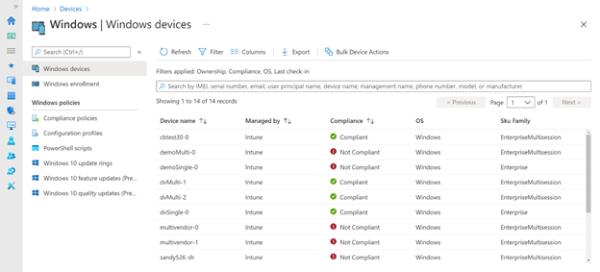 Home > Devices >
Windows | Windows devices ...
Search (Ctrl+/)
Refresh Filter Columns Export Bulk Device Actions
Windows devices
Windows enrollment
Windows policies
Compliance policies
Configuration profiles
PowerShell scripts
Windows 10 update rings
Windows 10 feature updates (Pre...
Windows 10 quality updates (Pre...
Filters applied: Ownership, Compliance, OS, Last check-in
Search by IMEI, serial number, email, user principal name, device name, management name, phone number, model, or manufacturer
Showing 1 to 14 of 14 records
< Previous Page 1 of 1 Next >
Device name Managed by Compliance OS Sku Family
cbtest30-0 Intune Compliant Windows EnterpriseMultisession
demoMulti-0 Intune Not Compliant Windows EnterpriseMultisession
demoSingle-0 Intune Not Compliant Windows Enterprise
dvMulti-1 Intune Compliant Windows EnterpriseMultisession
dvMulti-2 Intune Compliant Windows EnterpriseMultisession
dvSingle-0 Intune Compliant Windows Enterprise
multivendor-0 Intune Not Compliant Windows EnterpriseMultisession
multivendor-1 Intune Not Compliant Windows EnterpriseMultisession
sandy526-sh Intune Not Compliant Windows EnterpriseMultisession